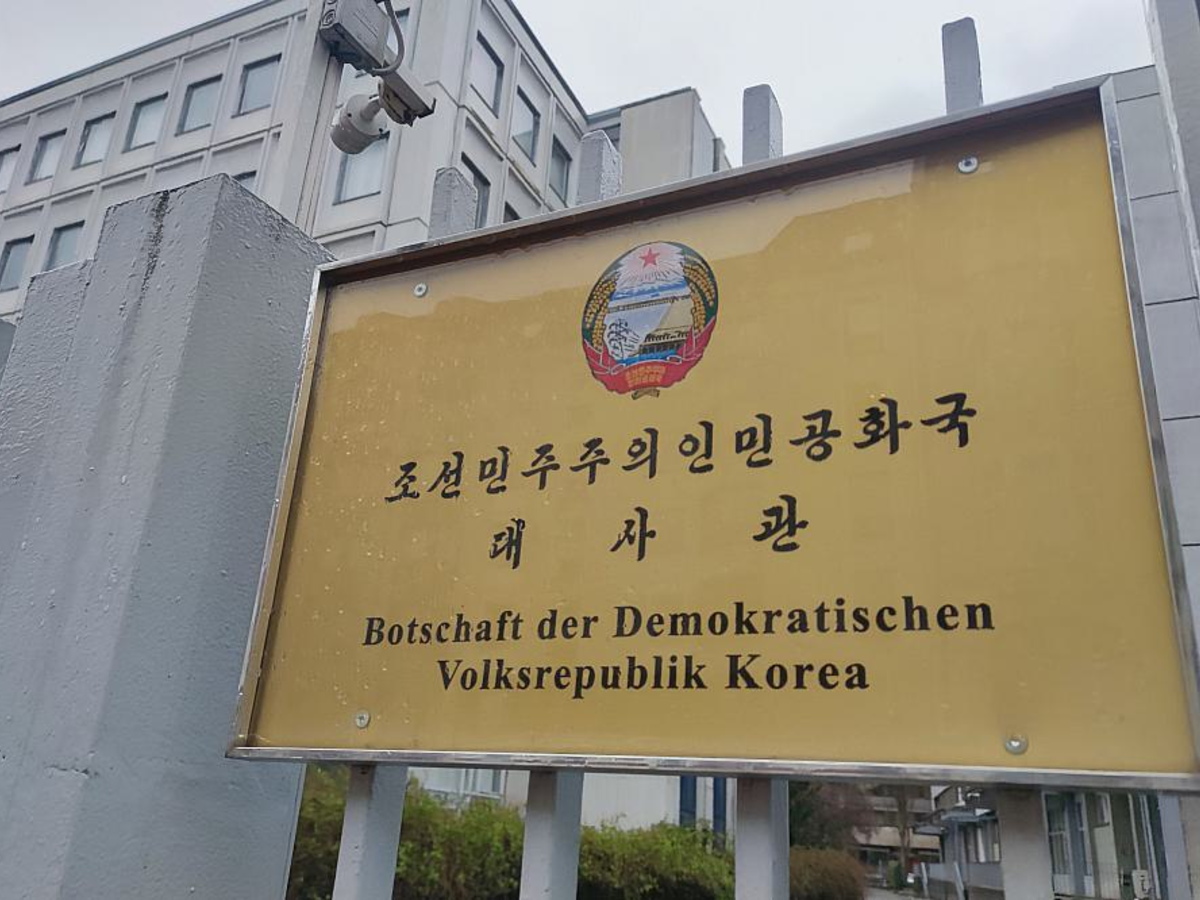 조선민주주의인민공화국
대 사 관
Botschaft der Demokratischen
Volksrepublik Korea